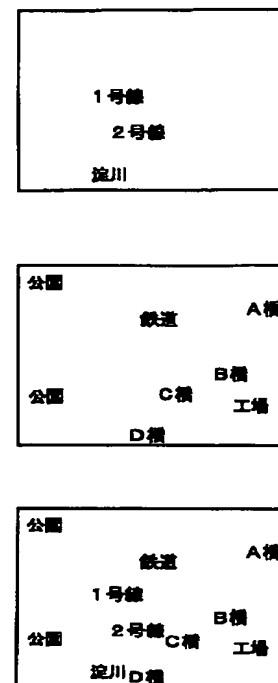 1号線
2号線
淀川
公園
鉄道 A橋
B橋
公園 C橋 工場
D橋
公園
鉄道 A橋
1号線
B橋
公園 2号線 C橋 工場
淀川 D橋